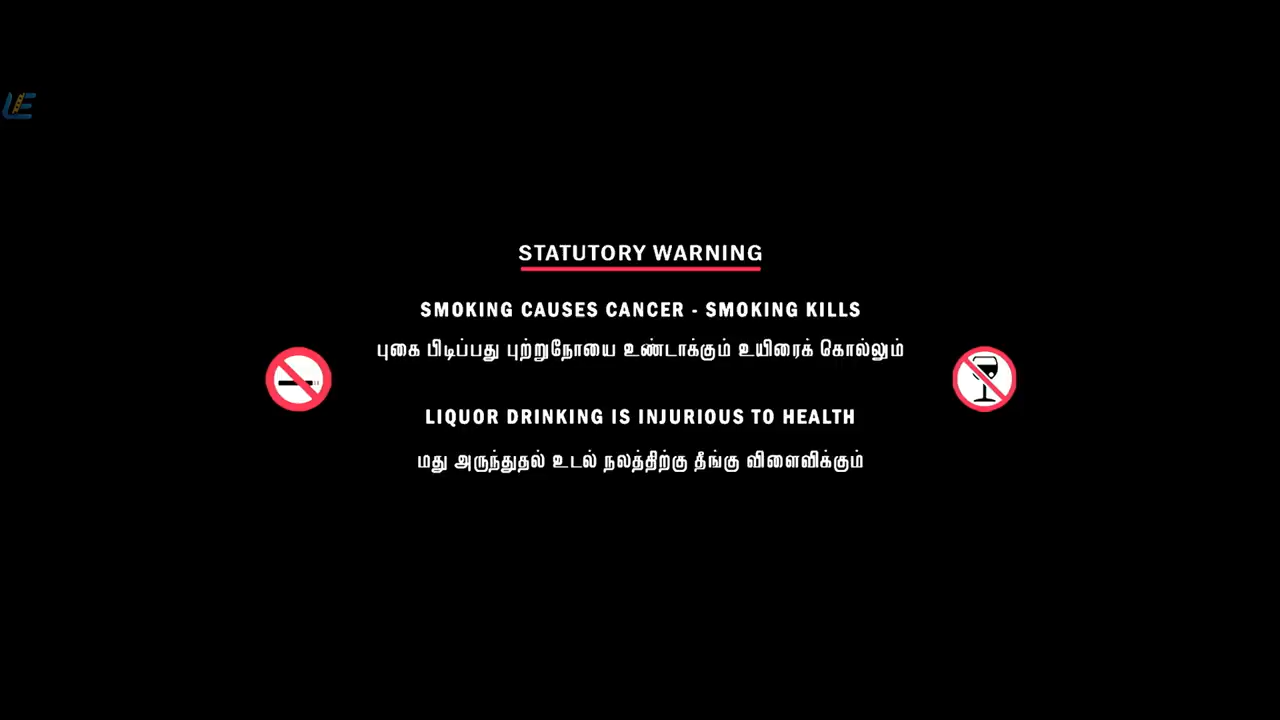 LE
STATUTORY WARNING
SMOKING CAUSES CANCER - SMOKING KILLS
புகை பிடிப்பது புற்றுநோயை உண்டாக்கும் உயிரைக் கொல்லும்
LIQUOR DRINKING IS INJURIOUS TO HEALTH
மது அருந்துதல் உடல் நலத்திற்கு தீங்கு விளைவிக்கும்